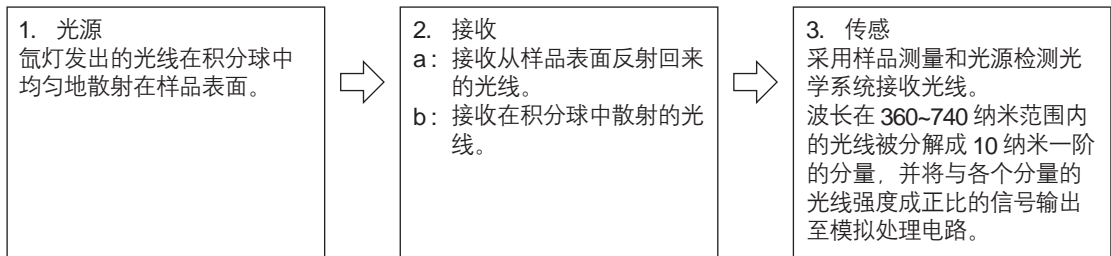 1. 光源
氙灯发出的光线在积分球中
均匀地散射在样品表面。
2. 接收
a: 接收从样品表面反射回来
的光线。
b: 接收在积分球中散射的光
线。
3. 传感
采用样品测量和光源检测光
学系统接收光线。
波长在 360~740 纳米范围内
的光线被分解成 10 纳米一阶
的分量，并将与各个分量的
光线强度成正比的信号输出
至模拟处理电路。